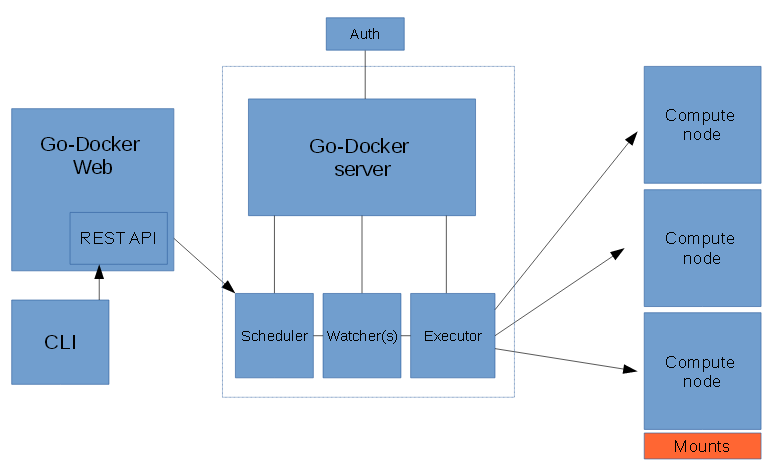 Auth
Go-Docker
Web
REST API
CLI
Go-Docker
server
Scheduler
Watcher(s)
Executor
Compute
node
Compute
node
Compute
node
Mounts